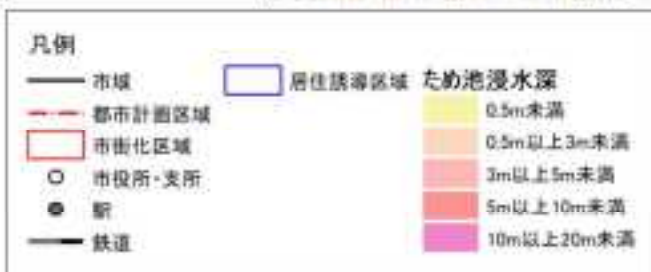 凡例
市域
都市計画区域
市街化区域
市役所・支所
駅
鉄道
居住誘導区域
ため池浸水深
0.5m未満
0.5m以上3m未満
3m以上5m未満
5m以上10m未満
10m以上20m未満